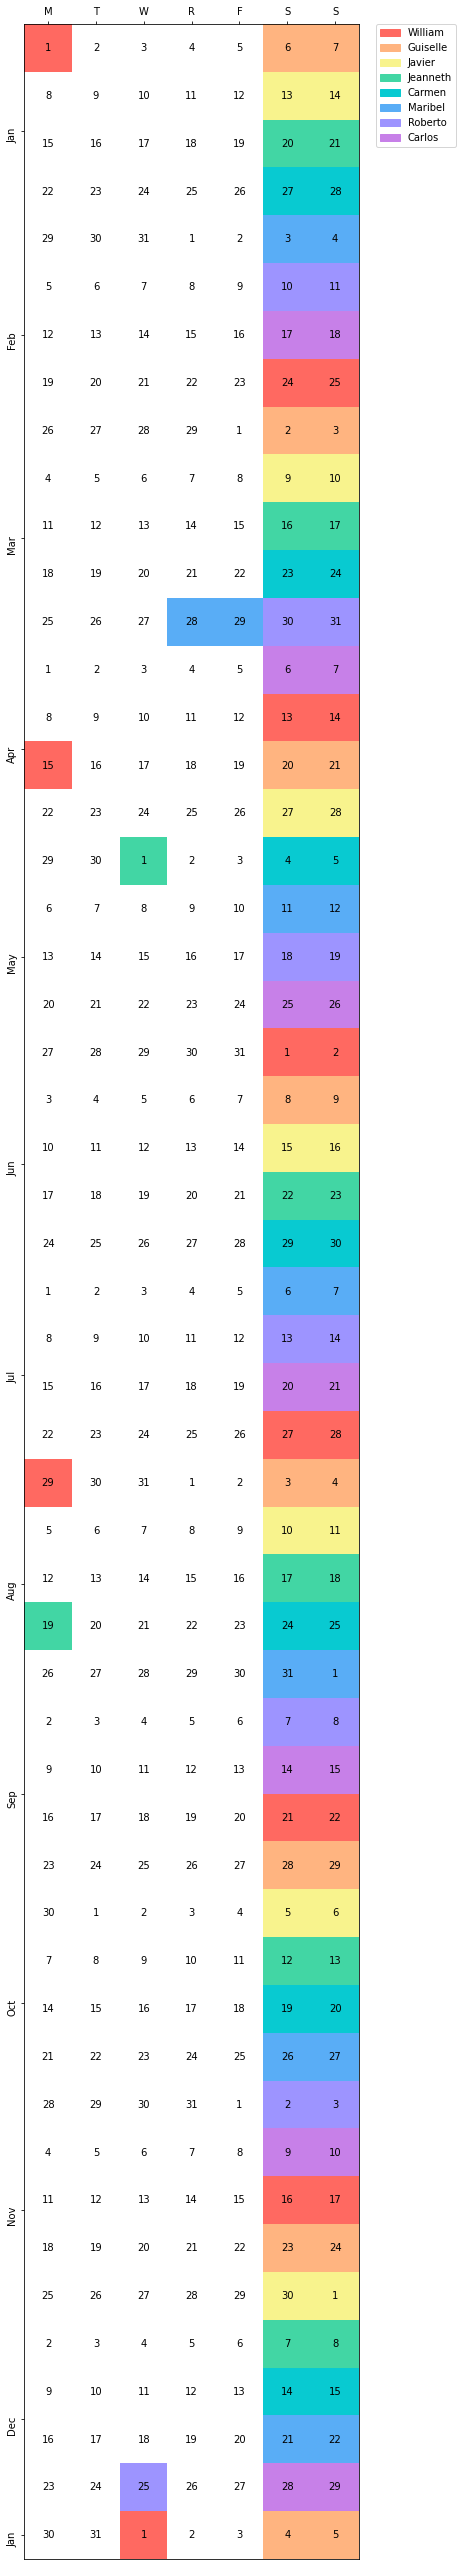 M T W R F S S
William
Guiselle
Javier
Jeanneth
Carmen
Maribel
Roberto
Carlos
1 2 3 4 5 6 7
8 9 10 11 12 13 14
Jan
15 16 17 18 19 20 21
22 23 24 25 26 27 28
29 30 31 1 2 3 4
5 6 7 8 9 10 11
Feb
12 13 14 15 16 17 18
19 20 21 22 23 24 25
26 27 28 29 1 2 3
4 5 6 7 8 9 10
Mar
11 12 13 14 15 16 17
18 19 20 21 22 23 24
25 26 27 28 29 30 31
1 2 3 4 5 6 7
8 9 10 11 12 13 14
Apr
15 16 17 18 19 20 21
22 23 24 25 26 27 28
29 30 1 2 3 4 5
6 7 8 9 10 11 12
May
13 14 15 16 17 18 19
20 21 22 23 24 25 26
27 28 29 30 31 1 2
3 4 5 6 7 8 9
Jun
10 11 12 13 14 15 16
17 18 19 20 21 22 23
24 25 26 27 28 29 30
1 2 3 4 5 6 7
8 9 10 11 12 13 14
Jul
15 16 17 18 19 20 21
22 23 24 25 26 27 28
29 30 31 1 2 3 4
5 6 7 8 9 10 11
Aug
12 13 14 15 16 17 18
19 20 21 22 23 24 25
26 27 28 29 30 31 1
2 3 4 5 6 7 8
9 10 11 12 13 14 15
Sep
16 17 18 19 20 21 22
23 24 25 26 27 28 29
30 1 2 3 4 5 6
7 8 9 10 11 12 13
Oct
14 15 16 17 18 19 20
21 22 23 24 25 26 27
28 29 30 31 1 2 3
4 5 6 7 8 9 10
Nov
11 12 13 14 15 16 17
18 19 20 21 22 23 24
25 26 27 28 29 30 1
2 3 4 5 6 7 8
9 10 11 12 13 14 15
Dec
16 17 18 19 20 21 22
23 24 25 26 27 28 29
Jan
30 31 1 2 3 4 5